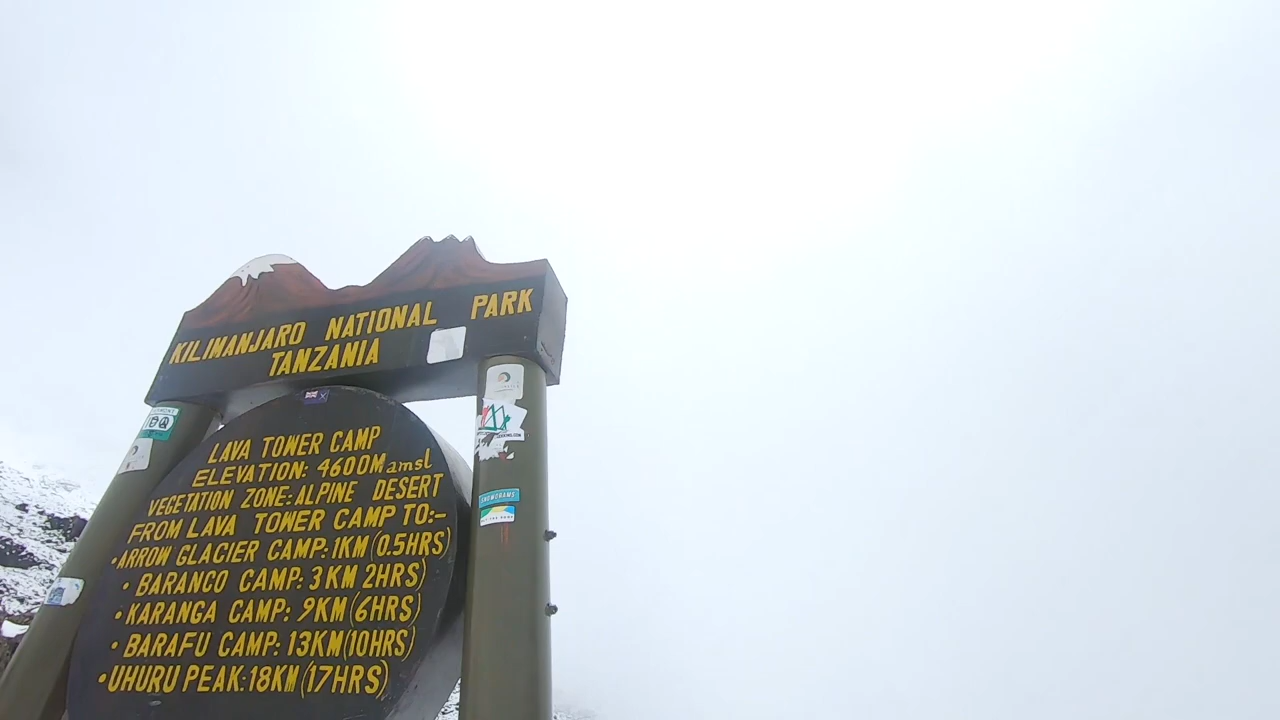 KILIMANJARO NATIONAL PARK
TANZANIA
LAVA TOWER CAMP
ELEVATION: 4600M amsl
VEGETATION ZONE: ALPINE DESERT
FROM LAVA TOWER CAMP TO:-
•ARROW GLACIER CAMP: 1KM (0.5HRS)
• BARANCO CAMP: 3KM 2HRS)
• KARANGA CAMP: 9KM (6HRS)
• BARAFU CAMP: 13KM (10HRS)
•UHURU PEAK: 18KM (17HRS)